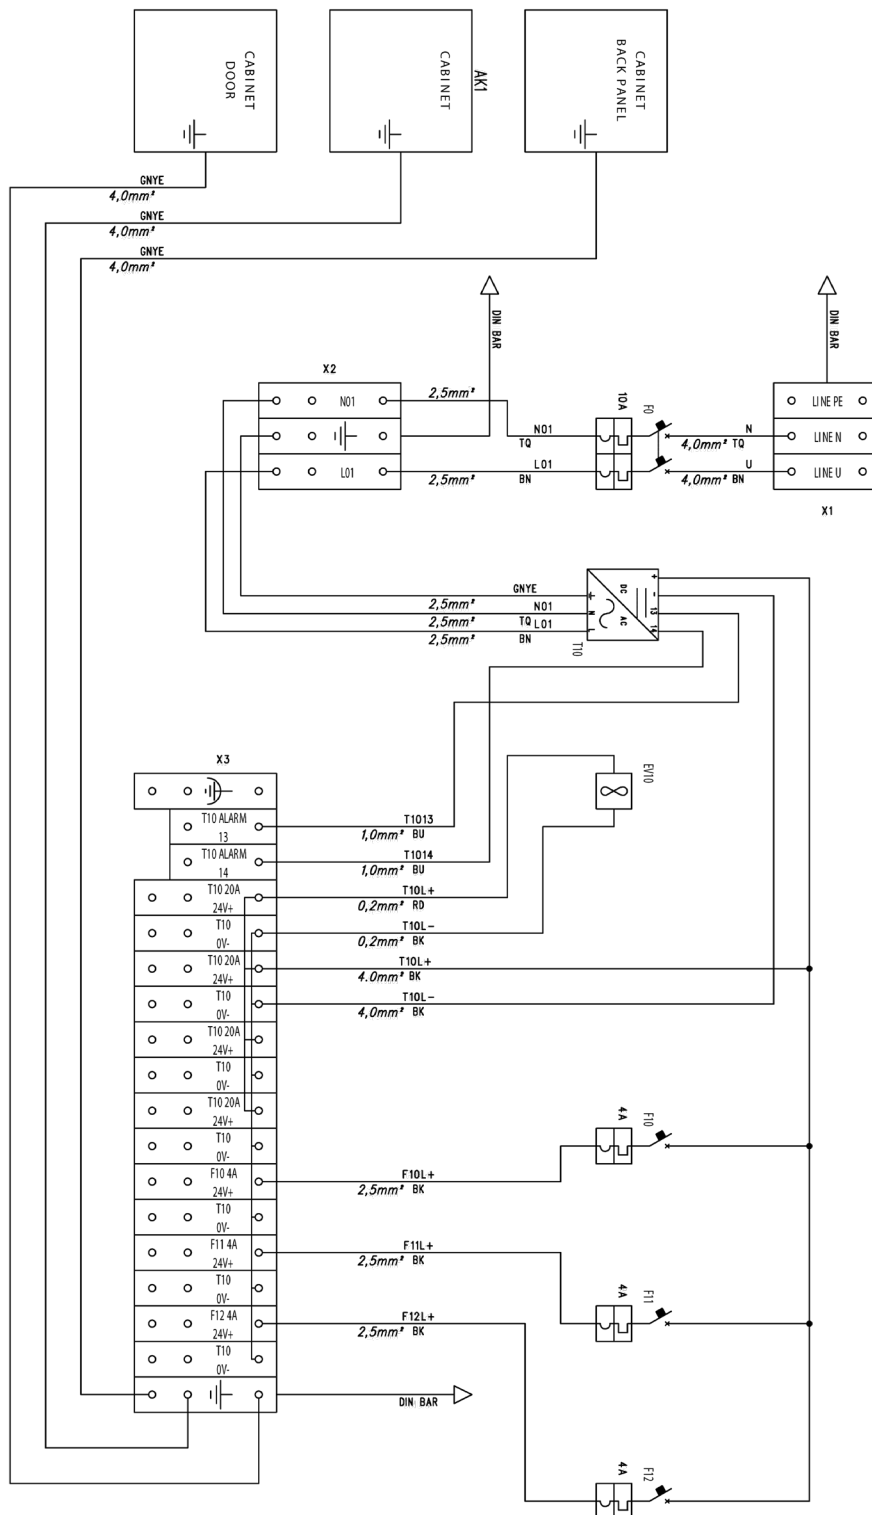 CABINET
DOOR
CABINET
AK1
CABINET
BACK PANEL
GNYE
4,0mm²
GNYE
4,0mm²
GNYE
4,0mm²
DIN BAR
DIN BAR
X2
N01
L01
2,5mm²
N01
TQ
L01
2,5mm²
BN
10A
F0
N
4,0mm² TQ
U
4,0mm² BN
LINE PE
LINE N
LINE U
X1
GNYE
2,5mm²
N01
2,5mm²
TQ
L01
2,5mm²
BN
N
L
DC
AC
+
-
13
14
T10
X3
EV10
T10 ALARM
13
T1013
1,0mm² BU
T10 ALARM
14
T1014
1,0mm² BU
T10 20A
24V+
T10L+
0,2mm² RD
T10
0V-
T10L-
0,2mm² BK
T10 20A
24V+
T10L+
4.0mm² BK
T10
0V-
T10L-
4,0mm² BK
T10 20A
24V+
T10
0V-
T10 20A
24V+
T10
0V-
4A
F10
F10 4A
24V+
F10L+
2,5mm² BK
T10
0V-
F11 4A
24V+
F11L+
2,5mm² BK
T10
0V-
4A
F11
F12 4A
24V+
F12L+
2,5mm² BK
T10
0V-
DIN BAR
4A
F12